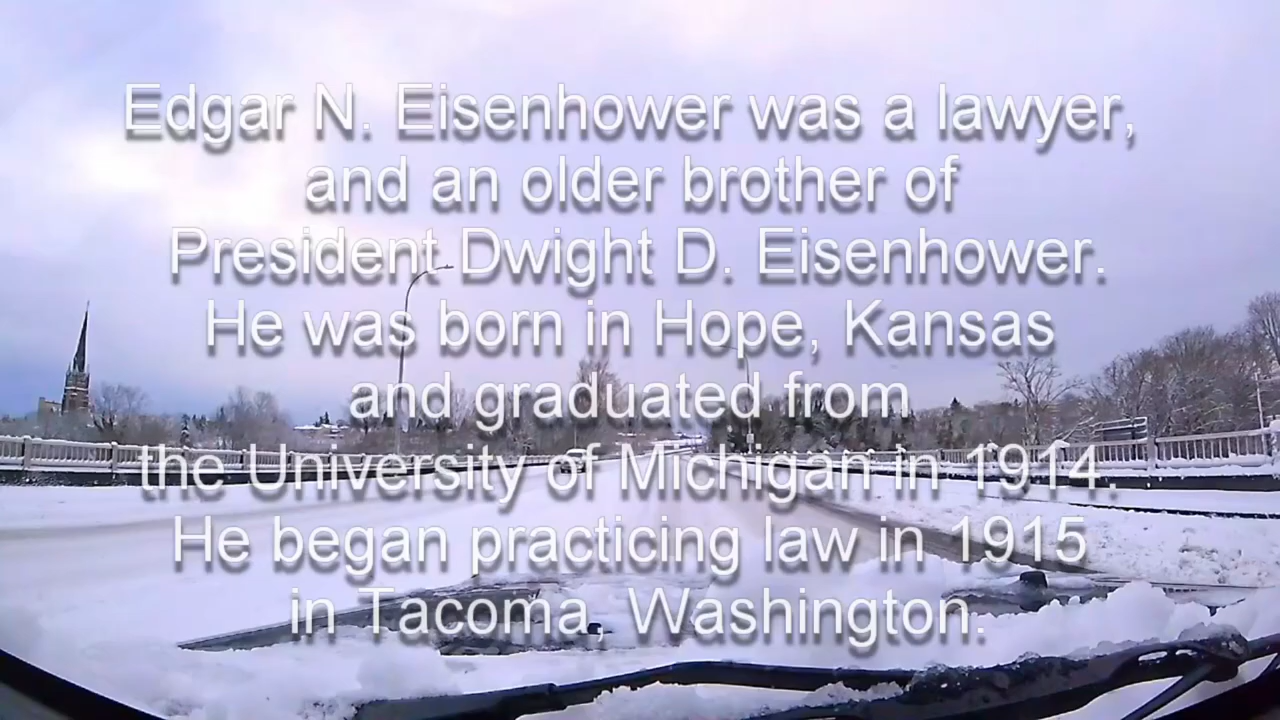 Edgar N. Eisenhower was a lawyer,
and an older brother of
President Dwight D. Eisenhower.
He was born in Hope, Kansas
and graduated from
the University of Michigan in 1914.
He began practicing law in 1915
in Tacoma, Washington.